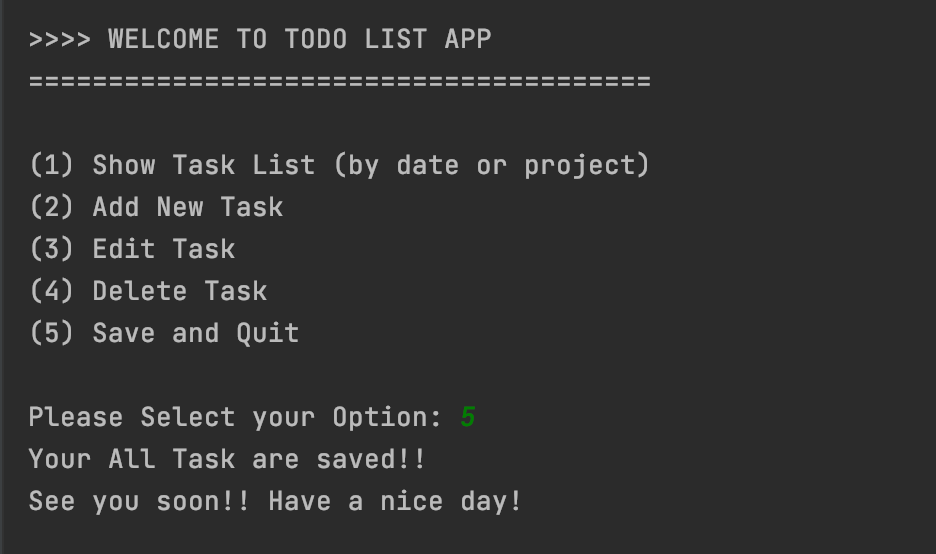 >>>> WELCOME TO TODO LIST APP
=======================================
(1) Show Task List (by date or project)
(2) Add New Task
(3) Edit Task
(4) Delete Task
(5) Save and Quit
Please Select your Option: 5
Your All Task are saved!!
See you soon!! Have a nice day!